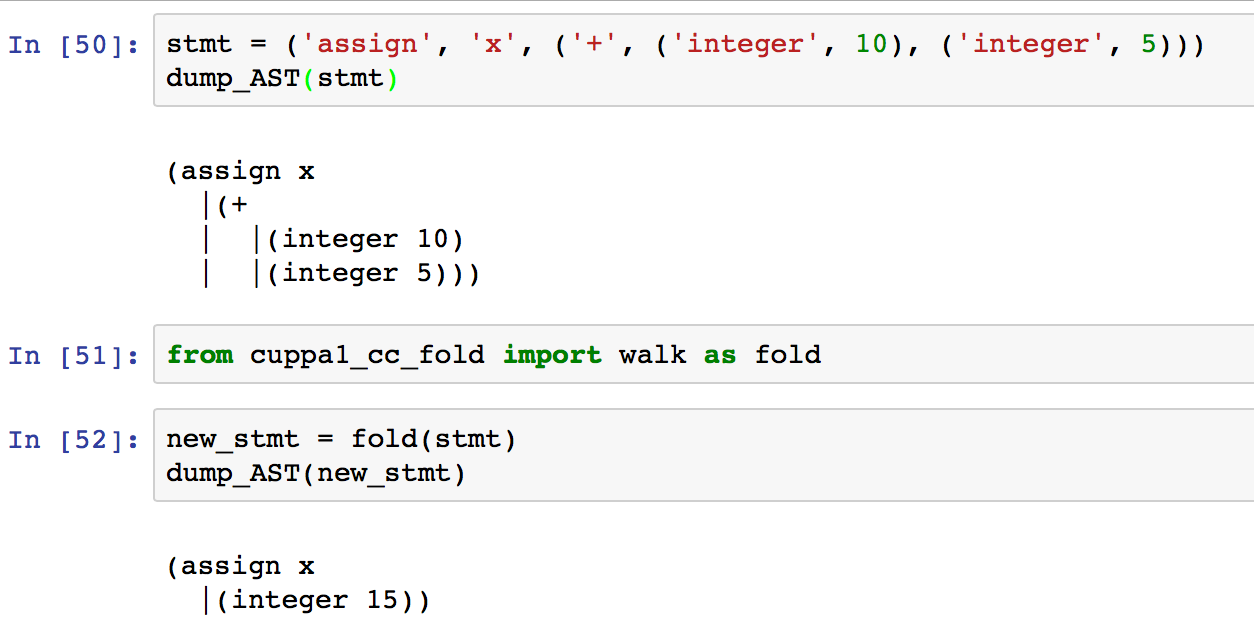 In [50]: stmt = ('assign', 'x', ('+', ('integer', 10), ('integer', 5)))
dump_AST(stmt)
(assign x
  |(+
  |  |(integer 10)
  |  |(integer 5)))
In [51]: from cuppa1_cc_fold import walk as fold
In [52]: new_stmt = fold(stmt)
dump_AST(new_stmt)
(assign x
  |(integer 15))